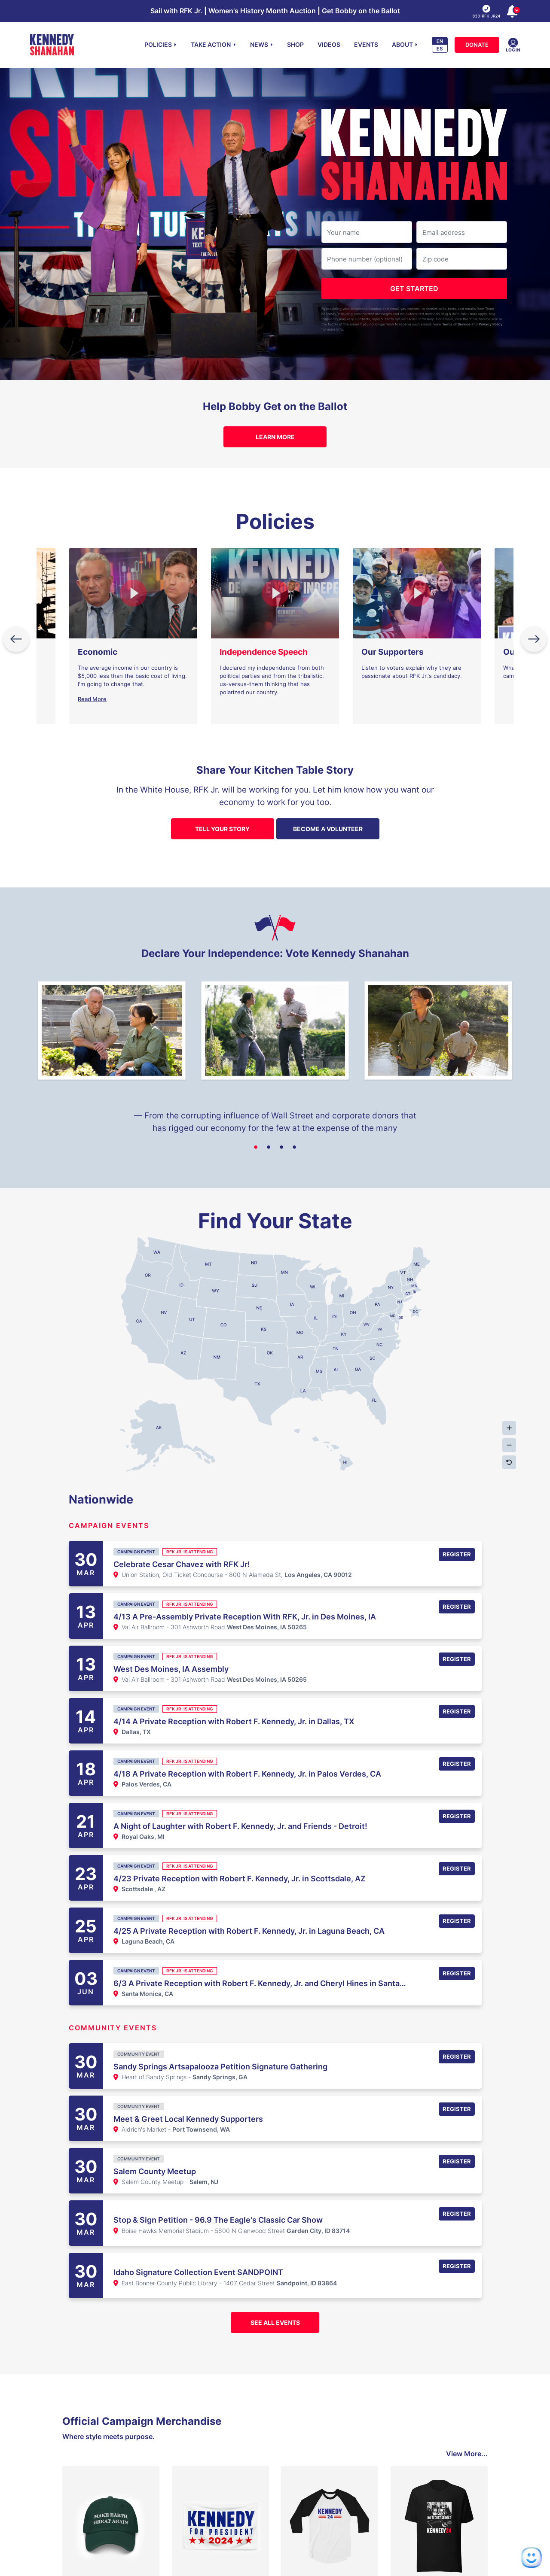 Sail with RFK Jr. | Women's History Month Auction | Get Bobby on the Ballot
KENNEDY
SHANAHAN
POLICIES
TAKE ACTION
NEWS
SHOP
VIDEOS
EVENTS
ABOUT
EN
ES
DONATE
LOGIN
KENNEDY
SHANAHAN
Your name
Email address
Phone number (optional)
Zip code
GET STARTED
Help Bobby Get on the Ballot
LEARN MORE
Policies
Economic
The average income in our country is
$5,000 less than the basic cost of living.
I'm going to change that.
Read More
Independence Speech
I declared my independence from both
political parties and from the tribalistic,
us-versus-them thinking that has
polarized our country.
Our Supporters
Listen to voters explain why they are
passionate about RFK Jr.'s candidacy.
Share Your Kitchen Table Story
In the White House, RFK Jr. will be working for you. Let him know how you want our
economy to work for you too.
TELL YOUR STORY
BECOME A VOLUNTEER
Declare Your Independence: Vote Kennedy Shanahan
— From the corrupting influence of Wall Street and corporate donors that
has rigged our economy for the few at the expense of the many
Find Your State
WA
MT
ND
MN
ME
OR
ID
WY
SD
WI
MI
NY
VT
NH
MA
NV
UT
CO
NE
IA
IL
IN
OH
PA
NJ
CA
AZ
NM
KS
OK
MO
AR
KY
TN
NC
SC
TX
LA
MS
AL
GA
FL
AK
HI
Nationwide
CAMPAIGN EVENTS
30
MAR
CAMPAIGN EVENT RFK JR. IS ATTENDING
Celebrate Cesar Chavez with RFK Jr!
Union Station, Old Ticket Concourse - 800 N Alameda St, Los Angeles, CA 90012
REGISTER
13
APR
CAMPAIGN EVENT RFK JR. IS ATTENDING
4/13 A Pre-Assembly Private Reception With RFK, Jr. in Des Moines, IA
Val Air Ballroom - 301 Ashworth Road West Des Moines, IA 50265
REGISTER
13
APR
CAMPAIGN EVENT RFK JR. IS ATTENDING
West Des Moines, IA Assembly
Val Air Ballroom - 301 Ashworth Road West Des Moines, IA 50265
REGISTER
14
APR
CAMPAIGN EVENT RFK JR. IS ATTENDING
4/14 A Private Reception with Robert F. Kennedy, Jr. in Dallas, TX
Dallas, TX
REGISTER
18
APR
CAMPAIGN EVENT RFK JR. IS ATTENDING
4/18 A Private Reception with Robert F. Kennedy, Jr. in Palos Verdes, CA
Palos Verdes, CA
REGISTER
21
APR
CAMPAIGN EVENT RFK JR. IS ATTENDING
A Night of Laughter with Robert F. Kennedy, Jr. and Friends - Detroit!
Royal Oaks, MI
REGISTER
23
APR
CAMPAIGN EVENT RFK JR. IS ATTENDING
4/23 Private Reception with Robert F. Kennedy, Jr. in Scottsdale, AZ
Scottsdale , AZ
REGISTER
25
APR
CAMPAIGN EVENT RFK JR. IS ATTENDING
4/25 A Private Reception with Robert F. Kennedy, Jr. in Laguna Beach, CA
Laguna Beach, CA
REGISTER
03
JUN
CAMPAIGN EVENT RFK JR. IS ATTENDING
6/3 A Private Reception with Robert F. Kennedy, Jr. and Cheryl Hines in Santa...
Santa Monica, CA
REGISTER
COMMUNITY EVENTS
30
MAR
COMMUNITY EVENT
Sandy Springs Artsapalooza Petition Signature Gathering
Heart of Sandy Springs - Sandy Springs, GA
REGISTER
30
MAR
COMMUNITY EVENT
Meet & Greet Local Kennedy Supporters
Aldrich's Market - Port Townsend, WA
REGISTER
30
MAR
COMMUNITY EVENT
Salem County Meetup
Salem County Meetup - Salem, NJ
REGISTER
30
MAR
Stop & Sign Petition - 96.9 The Eagle's Classic Car Show
Boise Hawks Memorial Stadium - 5600 N Glenwood Street Garden City, ID 83714
REGISTER
30
MAR
Idaho Signature Collection Event SANDPOINT
East Bonner County Public Library - 1407 Cedar Street Sandpoint, ID 83864
REGISTER
SEE ALL EVENTS
Official Campaign Merchandise
Where style meets purpose.
View More...
MAKE EARTH
GREAT AGAIN
KENNEDY
FOR PRESIDENT
2024
KENNEDY
24
KENNEDY24